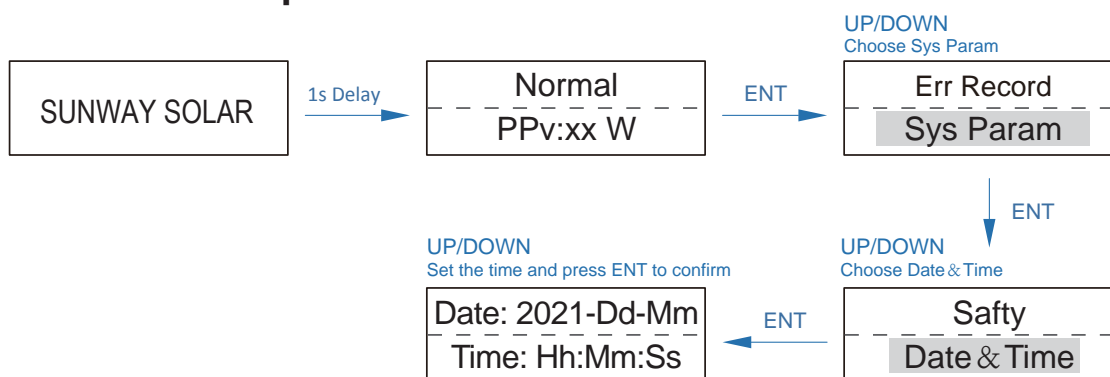 UP/DOWN
Choose Sys Param
SUNWAY SOLAR
1s Delay
Normal
PPv:xx W
ENT
Err Record
Sys Param
ENT
UP/DOWN
Set the time and press ENT to confirm
Date: 2021-Dd-Mm
Time: Hh:Mm:Ss
ENT
UP/DOWN
Choose Date&Time
Safty
Date&Time